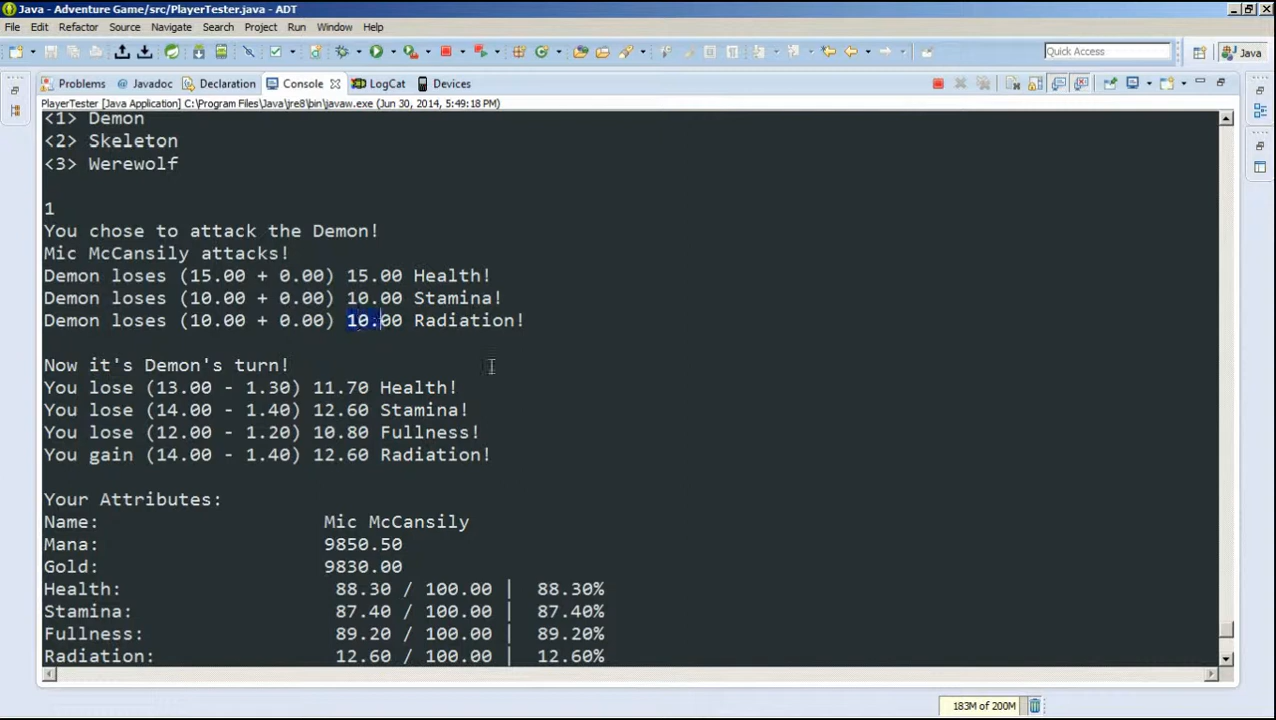 Java - Adventure Game/src/PlayerTester.java - ADT
File Edit Refactor Source Navigate Search Project Run Window Help
Quick Access Java
Problems @ Javadoc Declaration Console LogCat Devices
PlayerTester [Java Application] C:\Program Files\Java\jre8\bin\javaw.exe (Jun 30, 2014, 5:49:18 PM)
<1> Demon
<2> Skeleton
<3> Werewolf
1
You chose to attack the Demon!
Mic McCansily attacks!
Demon loses (15.00 + 0.00) 15.00 Health!
Demon loses (10.00 + 0.00) 10.00 Stamina!
Demon loses (10.00 + 0.00) 10.00 Radiation!
Now it's Demon's turn!
You lose (13.00 - 1.30) 11.70 Health!
You lose (14.00 - 1.40) 12.60 Stamina!
You lose (12.00 - 1.20) 10.80 Fullness!
You gain (14.00 - 1.40) 12.60 Radiation!
Your Attributes:
Name: Mic McCansily
Mana: 9850.50
Gold: 9830.00
Health: 88.30 / 100.00 | 88.30%
Stamina: 87.40 / 100.00 | 87.40%
Fullness: 89.20 / 100.00 | 89.20%
Radiation: 12.60 / 100.00 | 12.60%
183M of 200M